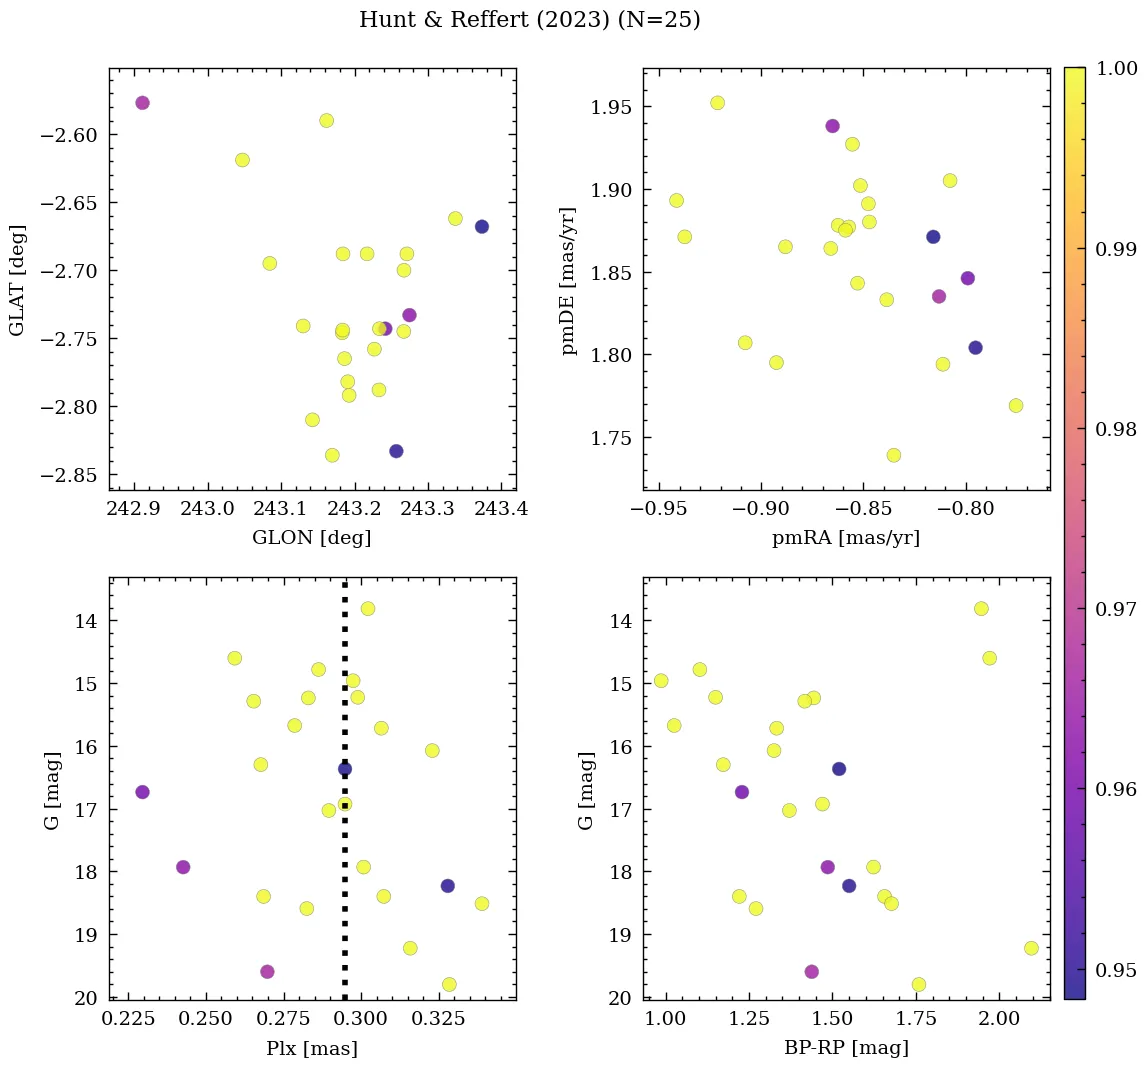 Hunt & Reffert (2023) (N=25)
−2.60
−2.65
−2.70
−2.75
−2.80
−2.85
GLAT [deg]
242.9 243.0 243.1 243.2 243.3 243.4
GLON [deg]
1.95
1.90
1.85
1.80
1.75
pmDE [mas/yr]
−0.95 −0.90 −0.85 −0.80
pmRA [mas/yr]
14
15
16
17
18
19
20
G [mag]
0.225 0.250 0.275 0.300 0.325
Plx [mas]
14
15
16
17
18
19
20
G [mag]
1.00 1.25 1.50 1.75 2.00
BP-RP [mag]
1.00
0.99
0.98
0.97
0.96
0.95